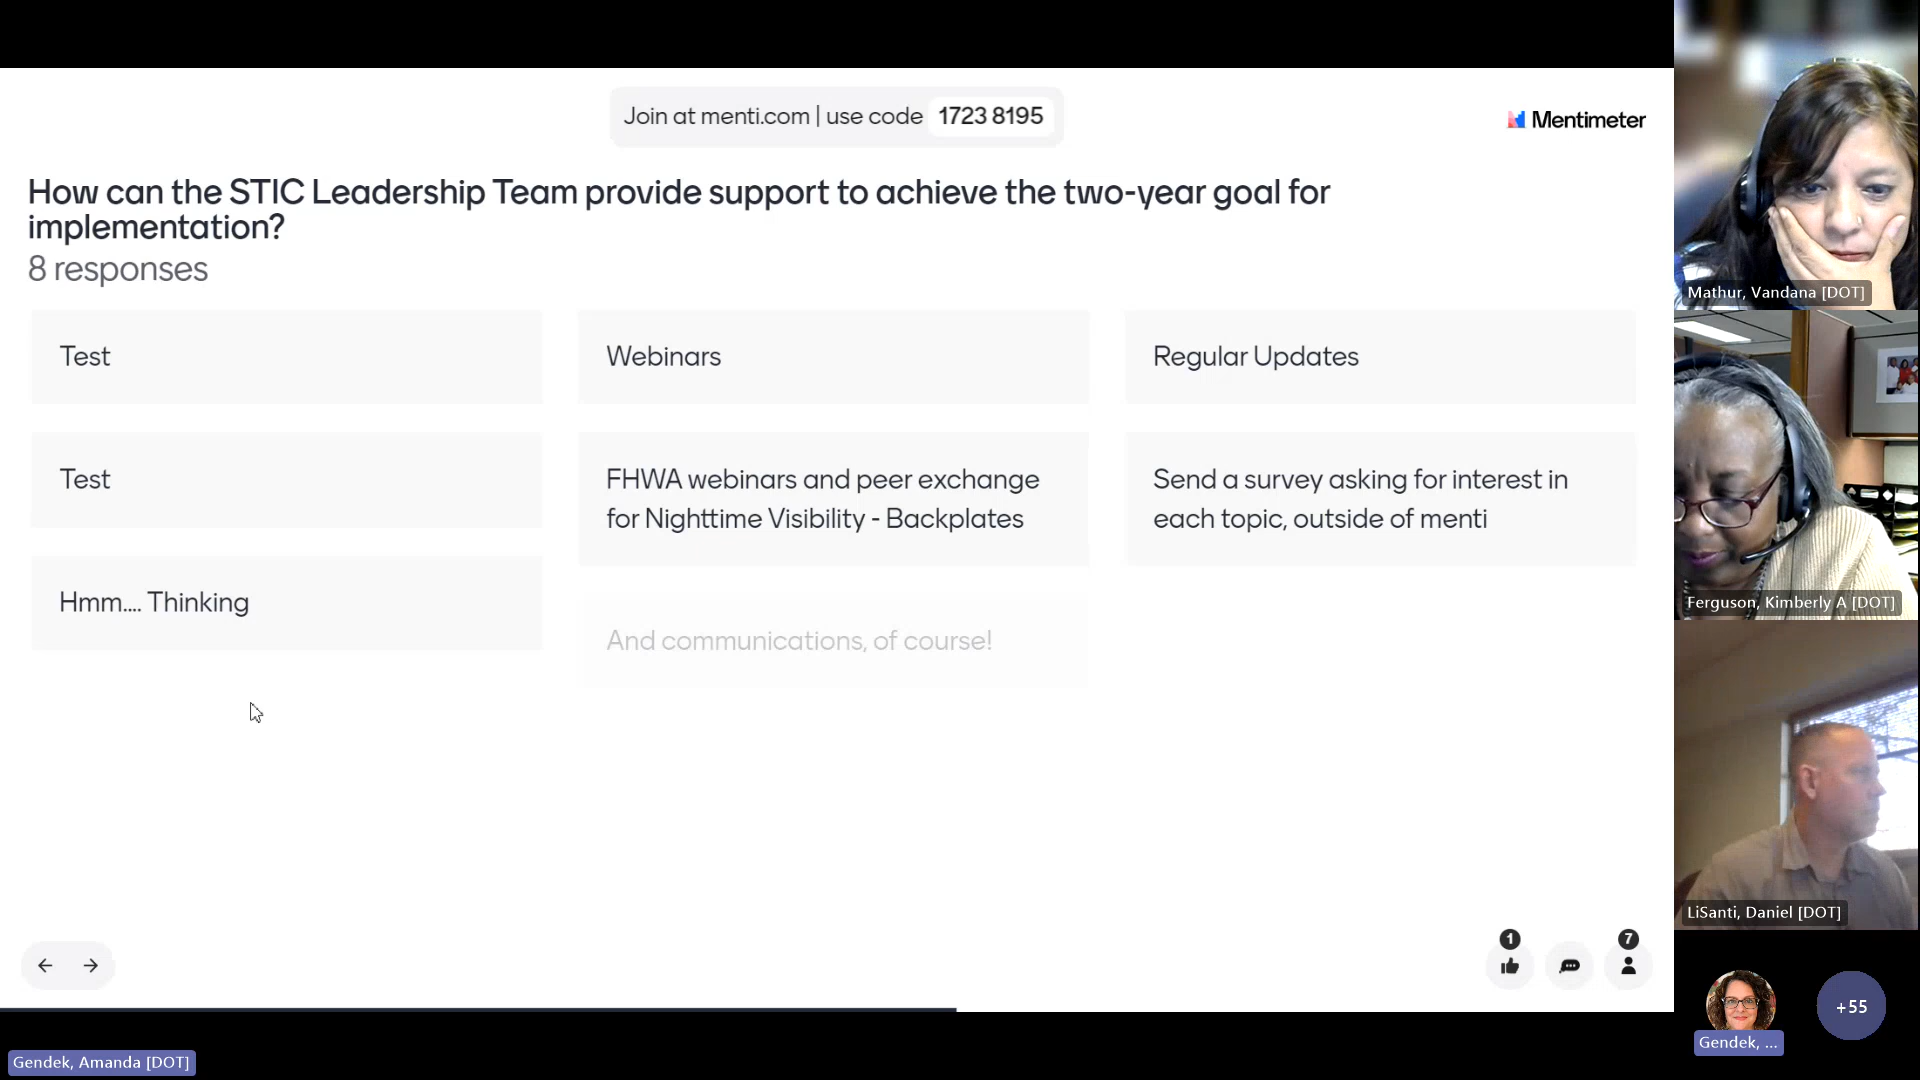 Join at menti.com | use code 1723 8195
Mentimeter
How can the STIC Leadership Team provide support to achieve the two-year goal for
implementation?
8 responses
Test
Webinars
Regular Updates
Test
FHWA webinars and peer exchange
for Nighttime Visibility - Backplates
Send a survey asking for interest in
each topic, outside of menti
Hmm.... Thinking
And communications, of course!
1
7
Mathur, Vandana [DOT]
Ferguson, Kimberly A [DOT]
LiSanti, Daniel [DOT]
Gendek, ...
+55
Gendek, Amanda [DOT]